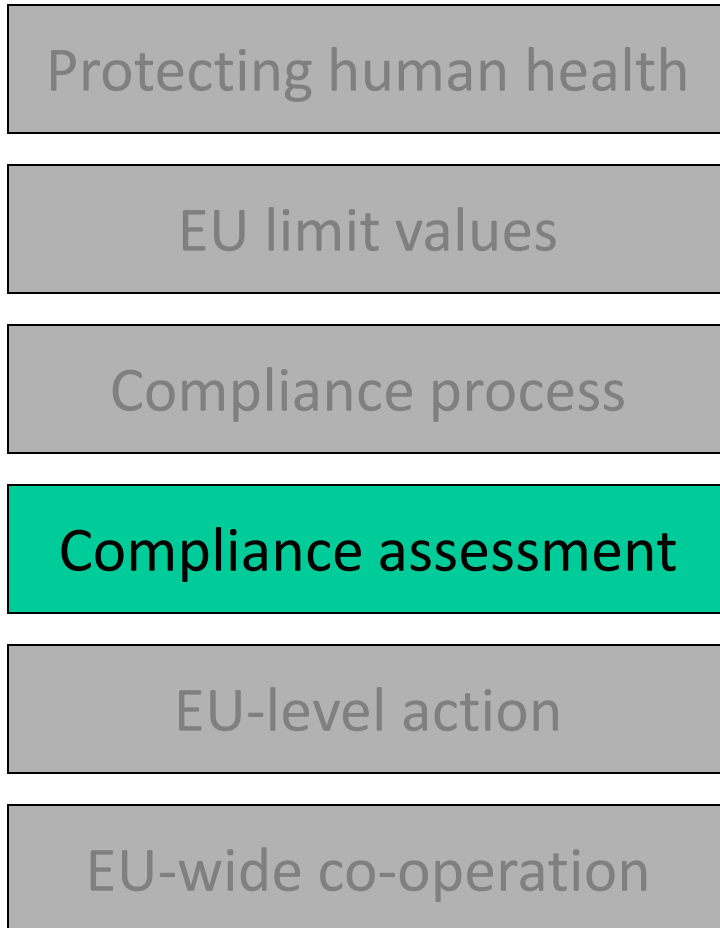 Protecting human health
EU limit values
Compliance process
Compliance assessment
EU-level action
EU-wide co-operation